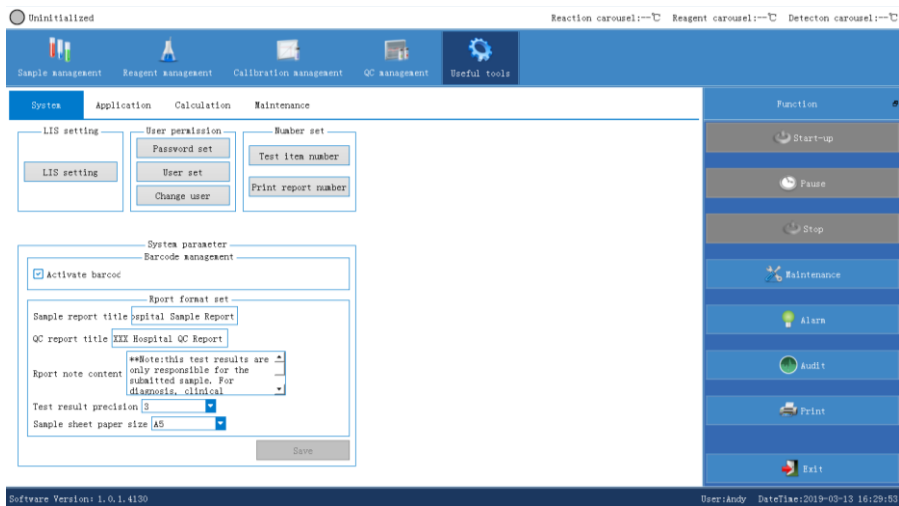 Uninitialized
Reaction carousel:--℃ Reagent carousel:--℃ Detecton carousel:--℃
Sample management
Reagent management
Calibration management
QC management
Useful tools
System
Application
Calculation
Maintenance
LIS setting
LIS setting
User permission
Password set
User set
Change user
Number set
Test item number
Print report number
System parameter
Barcode management
Activate barcod
Rport format set
Sample report title ospital Sample Report
QC report title XXX Hospital QC Report
Rport note content
**Note:this test results are
only responsible for the
submitted sample. For
diagnosis, clinical
Test result precision 3
Sample sheet paper size A5
Save
Function
Start-up
Pause
Stop
Maintenance
Alarm
Audit
Print
Exit
Software Version: 1.0.1.4130
User:Andy DateTime:2019-03-13 16:29:53